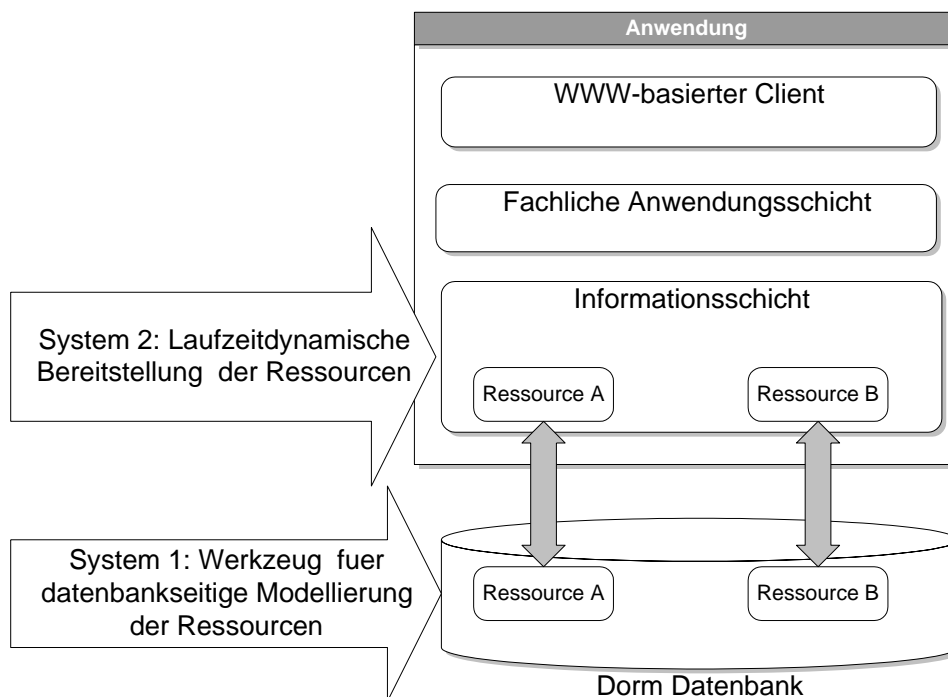 Anwendung
WWW-basierter Client
Fachliche Anwendungsschicht
Informationsschicht
System 2: Laufzeitdynamische
Bereitstellung der Ressourcen
Ressource A
Ressource B
System 1: Werkzeug fuer
datenbankseitige Modellierung
der Ressourcen
Ressource A
Ressource B
Dorm Datenbank